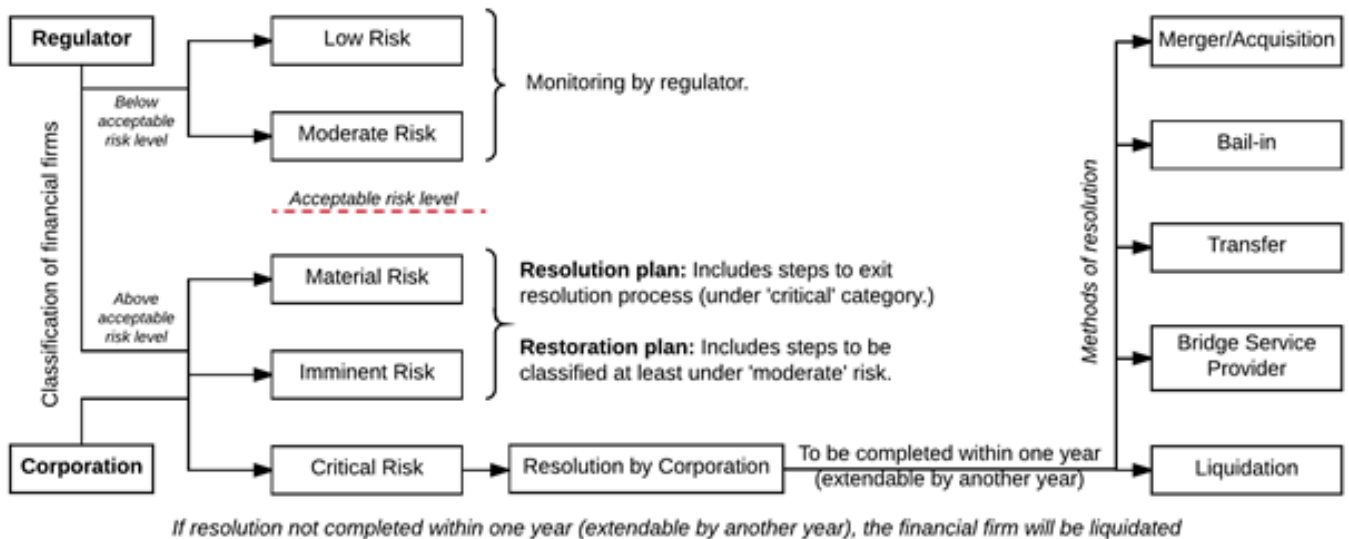 Regulator
Classification of financial firms
Below
acceptable
risk level
Low Risk
Moderate Risk
Monitoring by regulator.
Acceptable risk level
Above
acceptable
risk level
Material Risk
Imminent Risk
Resolution plan: Includes steps to exit
resolution process (under 'critical' category.)
Restoration plan: Includes steps to be
classified at least under 'moderate' risk.
Corporation
Critical Risk
Resolution by Corporation
To be completed within one year
(extendable by another year)
Methods of resolution
Merger/Acquisition
Bail-in
Transfer
Bridge Service
Provider
Liquidation
If resolution not completed within one year (extendable by another year), the financial firm will be liquidated